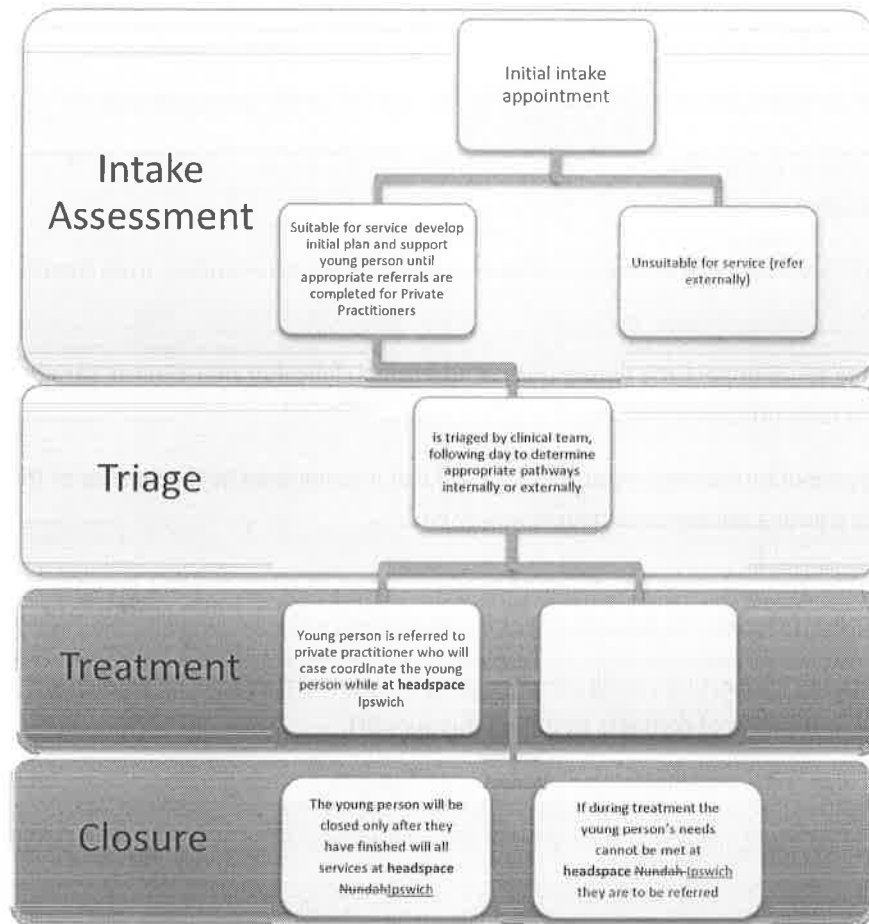 Initial intake
appointment
Intake
Assessment
Suitable for service develop
initial plan and support
young person until
appropriate referrals are
completed for Private
Practitioners
Unsuitable for service (refer
externally)
Triage
is triaged by clinical team,
following day to determine
appropriate pathways
internally or externally
Treatment
Young person is referred to
private practitioner who will
case coordinate the young
person while at headspace
Ipswich
Closure
The young person will be
closed only after they
have finished will all
services at headspace
NundahIpswich
If during treatment the
young person's needs
cannot be met at
headspace Nundah Ipswich
they are to be referred